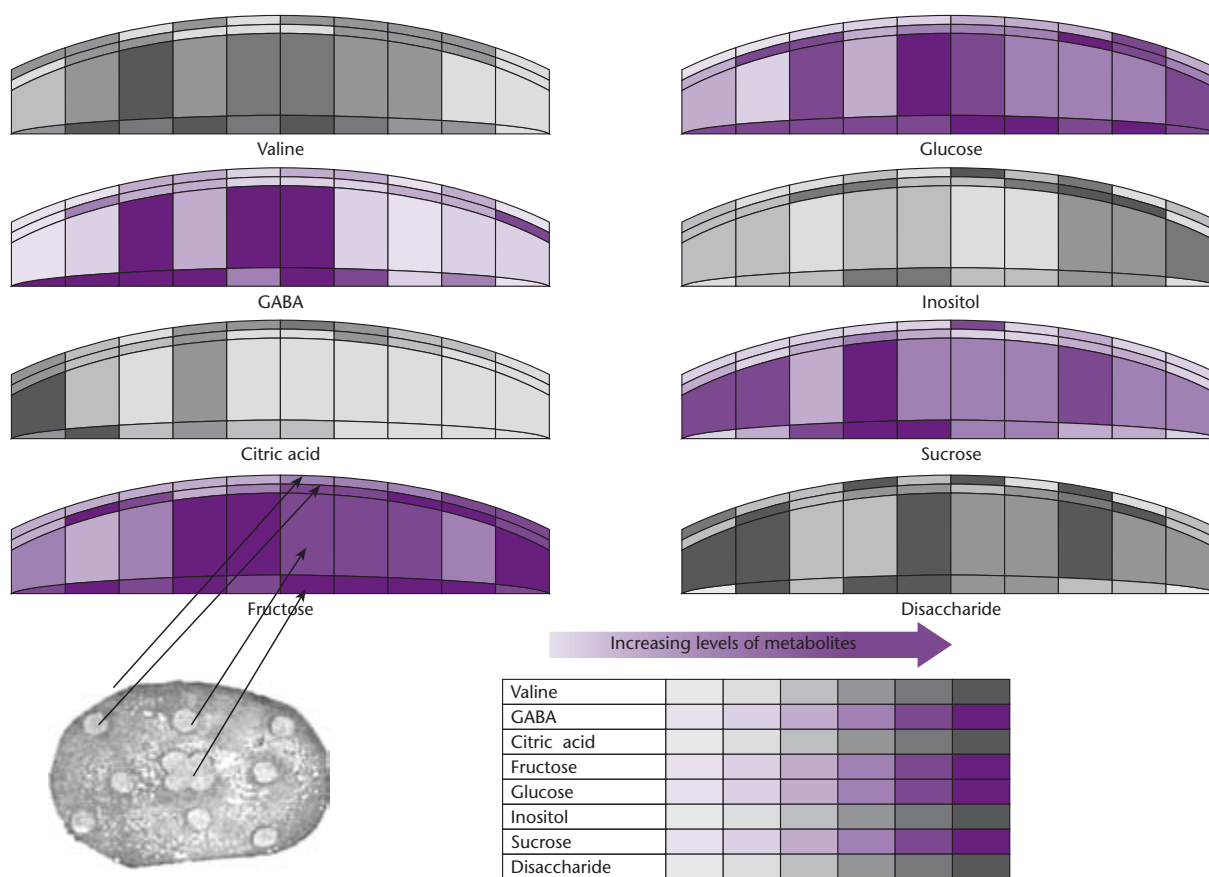 Valine
Glucose
GABA
Inositol
Citric acid
Sucrose
Fructose
Disaccharide
Increasing levels of metabolites
Valine
GABA
Citric acid
Fructose
Glucose
Inositol
Sucrose
Disaccharide